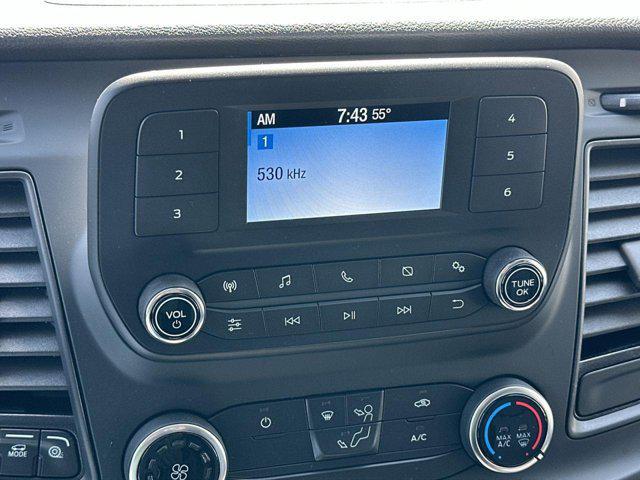 AM 7:43 55°
1
530 kHz
1
2
3
4
5
6
VOL
TUNE
OK
MODE
A/C
MAX
A/C
MAX
A/C
MAX